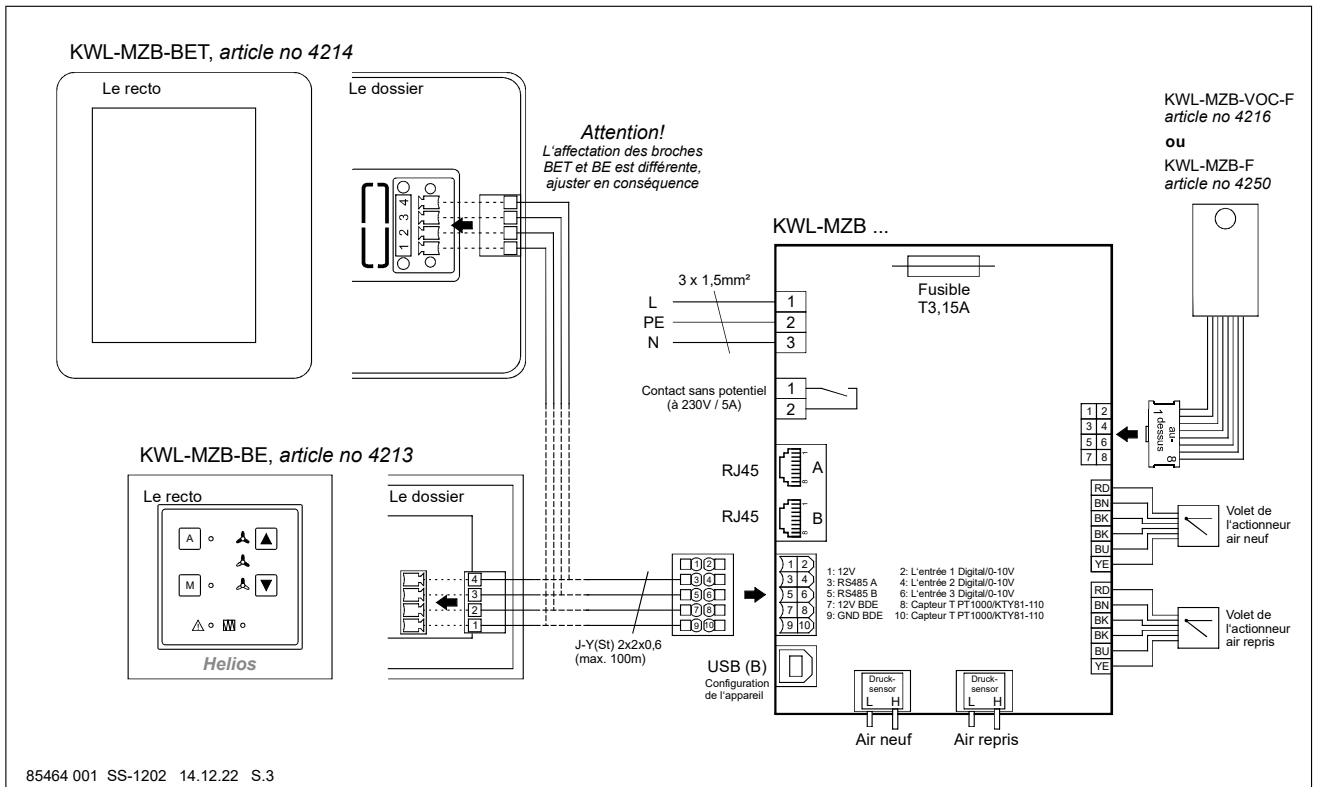 KWL-MZB-BET, article no 4214
Le recto
Le dossier
4
3
2
1
Attention!
L'affectation des broches
BET et BE est différente,
ajuster en conséquence
KWL-MZB-VOC-F
article no 4216
ou
KWL-MZB-F
article no 4250
KWL-MZB ...
3 x 1,5mm²
L
PE
N
1
2
3
Fusible
T3,15A
Contact sans potentiel
(à 230V / 5A)
1
2
1 2
3 4
5 6
7 8
1 au-dessus 8
KWL-MZB-BE, article no 4213
Le recto
Le dossier
A
M
Helios
4
3
2
1
RJ45
1
8
A
RJ45
1
8
B
J-Y(St) 2x2x0,6
(max. 100m)
1 2
3 4
5 6
7 8
9 10
1 2
3 4
5 6
7 8
9 10
1: 12V 2: L'entrée 1 Digital/0-10V
3: RS485 A 4: L'entrée 2 Digital/0-10V
5: RS485 B 6: L'entrée 3 Digital/0-10V
7: 12V BDE 8: Capteur T PT1000/KTY81-110
9: GND BDE 10: Capteur T PT1000/KTY81-110
USB (B)
Configuration
de l'appareil
RD
BN
BK
BK
BU
YE
Volet de
l'actionneur
air neuf
RD
BN
BK
BK
BU
YE
Volet de
l'actionneur
air repris
Druck-
sensor
L H
Air neuf
Druck-
sensor
L H
Air repris
85464 001 SS-1202 14.12.22 S.3